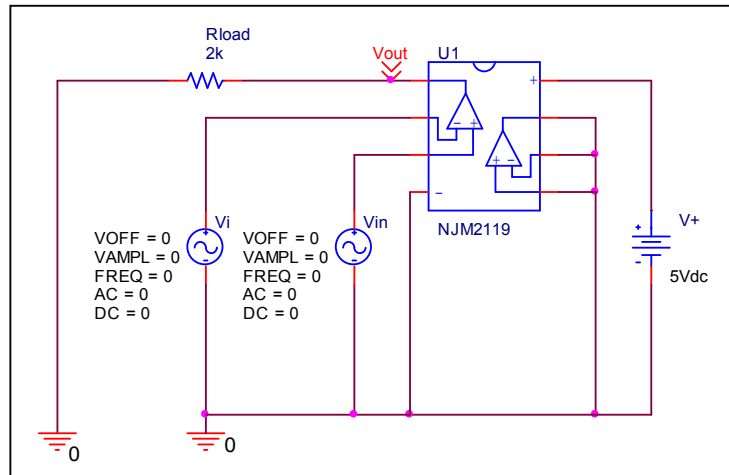 Rload
2k
Vout
U1
+
- +
+ -
-
NJM2119
Vi
VOFF = 0
VAMPL = 0
FREQ = 0
AC = 0
DC = 0
Vin
VOFF = 0
VAMPL = 0
FREQ = 0
AC = 0
DC = 0
V+
+
-
5Vdc
0
0